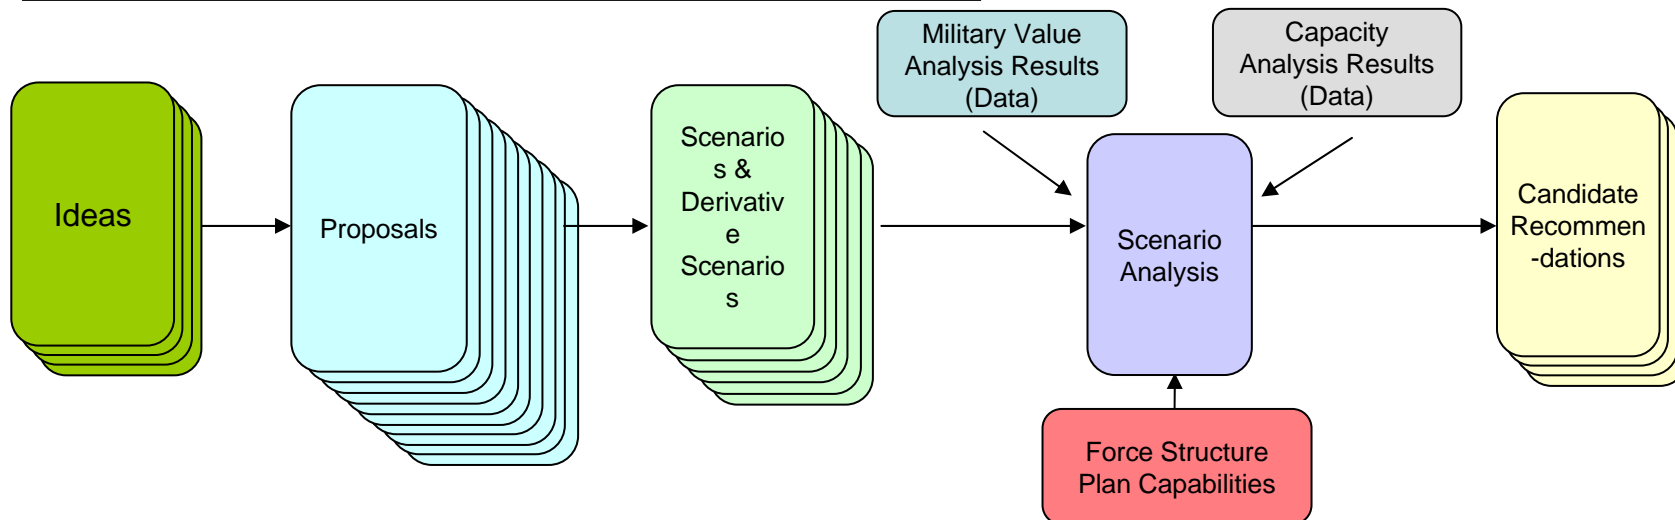 Ideas
Proposals
Scenario
s &
Derivativ
e
Scenario
s
Military Value
Analysis Results
(Data)
Capacity
Analysis Results
(Data)
Scenario
Analysis
Force Structure
Plan Capabilities
Candidate
Recommen
-dations